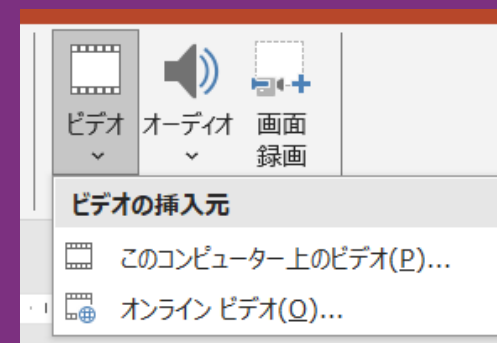 ビデオ オーディオ 画面
録画
ビデオの挿入元
このコンピューター上のビデオ(P)...
オンライン ビデオ(O)...